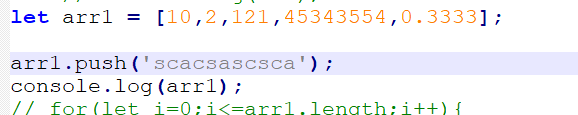 let arr1 = [10,2,121,45343554,0.3333];
arr1.push('scacsascsca');
console.log(arr1);
// for(let i=0;i<=arr1.length;i++){